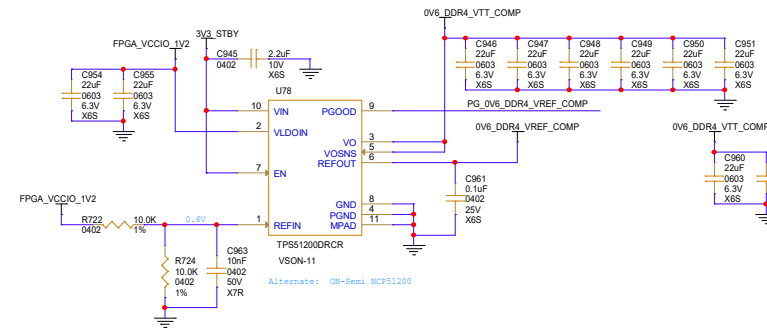 0V6_DDR4_VTT_COMP
3V3_STBY
FPGA_VCCIO_1V2
C945
0402
2.2uF
10V
X6S
C954
22uF
0603
6.3V
X6S
C955
22uF
0603
6.3V
X6S
C946
22uF
0603
6.3V
X6S
C947
22uF
0603
6.3V
X6S
C948
22uF
0603
6.3V
X6S
C949
22uF
0603
6.3V
X6S
C950
22uF
0603
6.3V
X6S
C951
22uF
0603
6.3V
X6S
U78
10 VIN
2 VLDOIN
7 EN
1 REFIN
PGOOD 9
VO 3
VOSNS 5
REFOUT 6
GND 8
PGND 4
MPAD 11
TPS51200DRCR
VSON-11
PG_0V6_DDR4_VREF_COMP
0V6_DDR4_VREF_COMP
0V6_DDR4_VTT_COMP
C961
0.1uF
0402
25V
X6S
C960
22uF
0603
6.3V
X6S
FPGA_VCCIO_1V2
R722
0402
10.0K
1%
0.6V
R724
10.0K
0402
1%
C963
10nF
0402
50V
X7R
Alternate: ON-Semi NCP51200